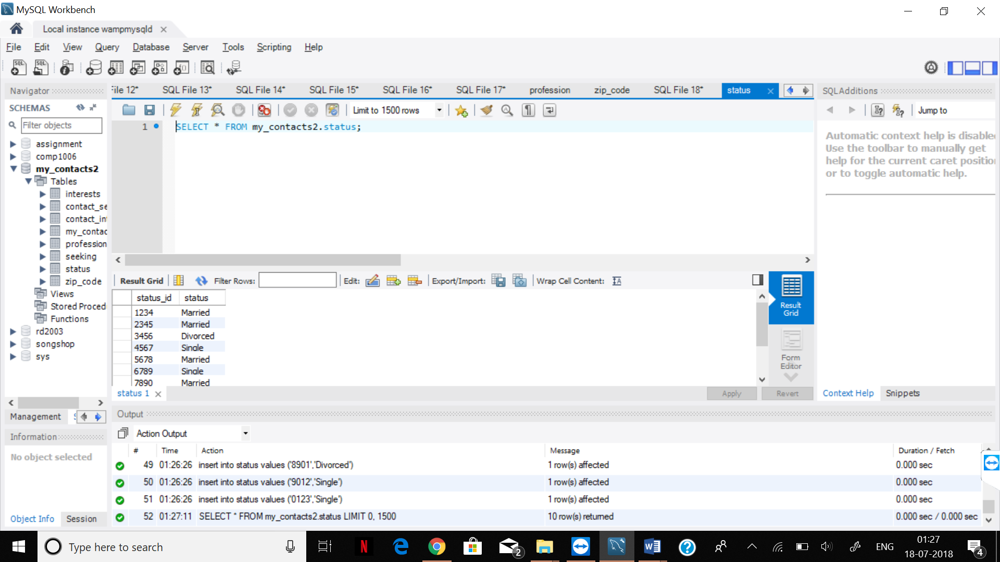 MySQL Workbench
Local instance wampmysqld
File Edit View Query Database Server Tools Scripting Help
Navigator
SCHEMAS
Filter objects
assignment
comp1006
my_contacts2
Tables
interests
contact_se
contact_int
my_contac
profession
seeking
status
zip_code
Views
Stored Proced
Functions
rd2003
songshop
sys
Management
Information
No object selected
Object Info Session
File 12* SQL File 13* SQL File 14* SQL File 15* SQL File 16* SQL File 17* profession zip_code SQL File 18* status
Limit to 1500 rows
1 SELECT * FROM my_contacts2.status;
Result Grid Filter Rows: Edit: Export/Import: Wrap Cell Content:
status_id status
1234 Married
2345 Married
3456 Divorced
4567 Single
5678 Married
6789 Single
7890 Married
Result Grid
Form Editor
status 1
Apply Revert
SQLAdditions
Jump to
Automatic context help is disable
Use the toolbar to manually get
help for the current caret position
or to toggle automatic help.
Context Help Snippets
Output
Action Output
# Time Action Message Duration / Fetch
49 01:26:26 insert into status values ('8901','Divorced') 1 row(s) affected 0.000 sec
50 01:26:26 insert into status values ('9012','Single') 1 row(s) affected 0.000 sec
51 01:26:26 insert into status values ('0123','Single') 1 row(s) affected 0.000 sec
52 01:27:11 SELECT * FROM my_contacts2.status LIMIT 0, 1500 10 row(s) returned 0.000 sec / 0.000 sec
Type here to search
2
ENG
01:27
18-07-2018
4